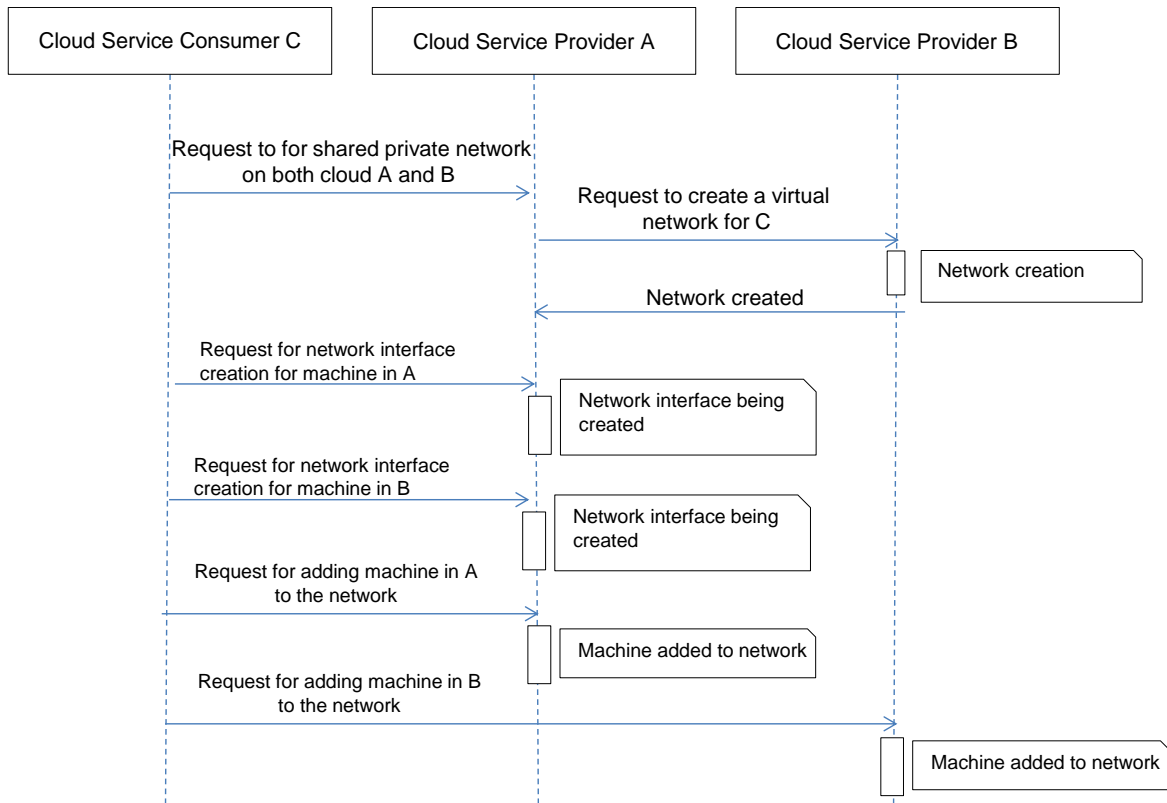 Cloud Service Consumer C
Cloud Service Provider A
Cloud Service Provider B
Request to for shared private network
on both cloud A and B
Request to create a virtual
network for C
Network creation
Network created
Request for network interface
creation for machine in A
Network interface being
created
Request for network interface
creation for machine in B
Network interface being
created
Request for adding machine in A
to the network
Machine added to network
Request for adding machine in B
to the network
Machine added to network